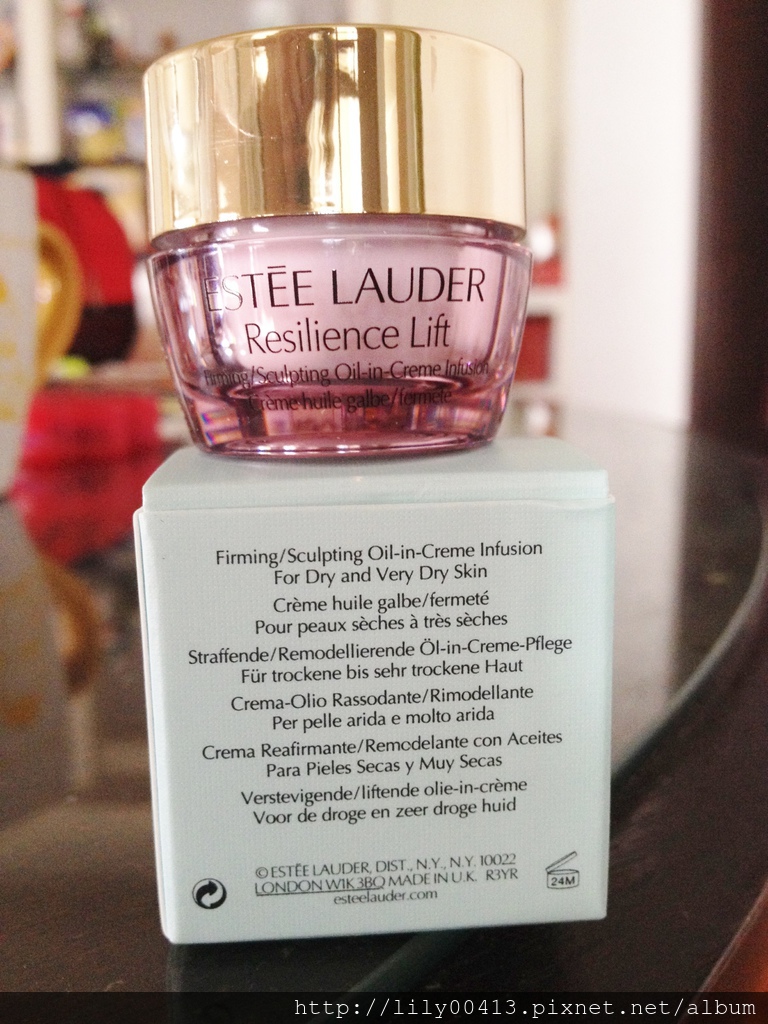 ESTĒE LAUDER
Resilience Lift
Firming/Sculpting Oil-in-Creme Infusion
Crème huile galbe/fermeté
Firming/Sculpting Oil-in-Creme Infusion
For Dry and Very Dry Skin
Crème huile galbe/fermeté
Pour peaux sèches à très sèches
Straffende/Remodellierende Öl-in-Creme-Pflege
Für trockene bis sehr trockene Haut
Crema-Olio Rassodante/Rimodellante
Per pelle arida e molto arida
Crema Reafirmante/Remodelante con Aceites
Para Pieles Secas y Muy Secas
Verstevigende/liftende olie-in-crème
Voor de droge en zeer droge huid
© ESTĒE LAUDER, DIST., N.Y., N.Y. 10022
LONDON W1K 3BQ MADE IN U.K. R3YR
esteelauder.com
24M
http://lily00413.pixnet.net/album